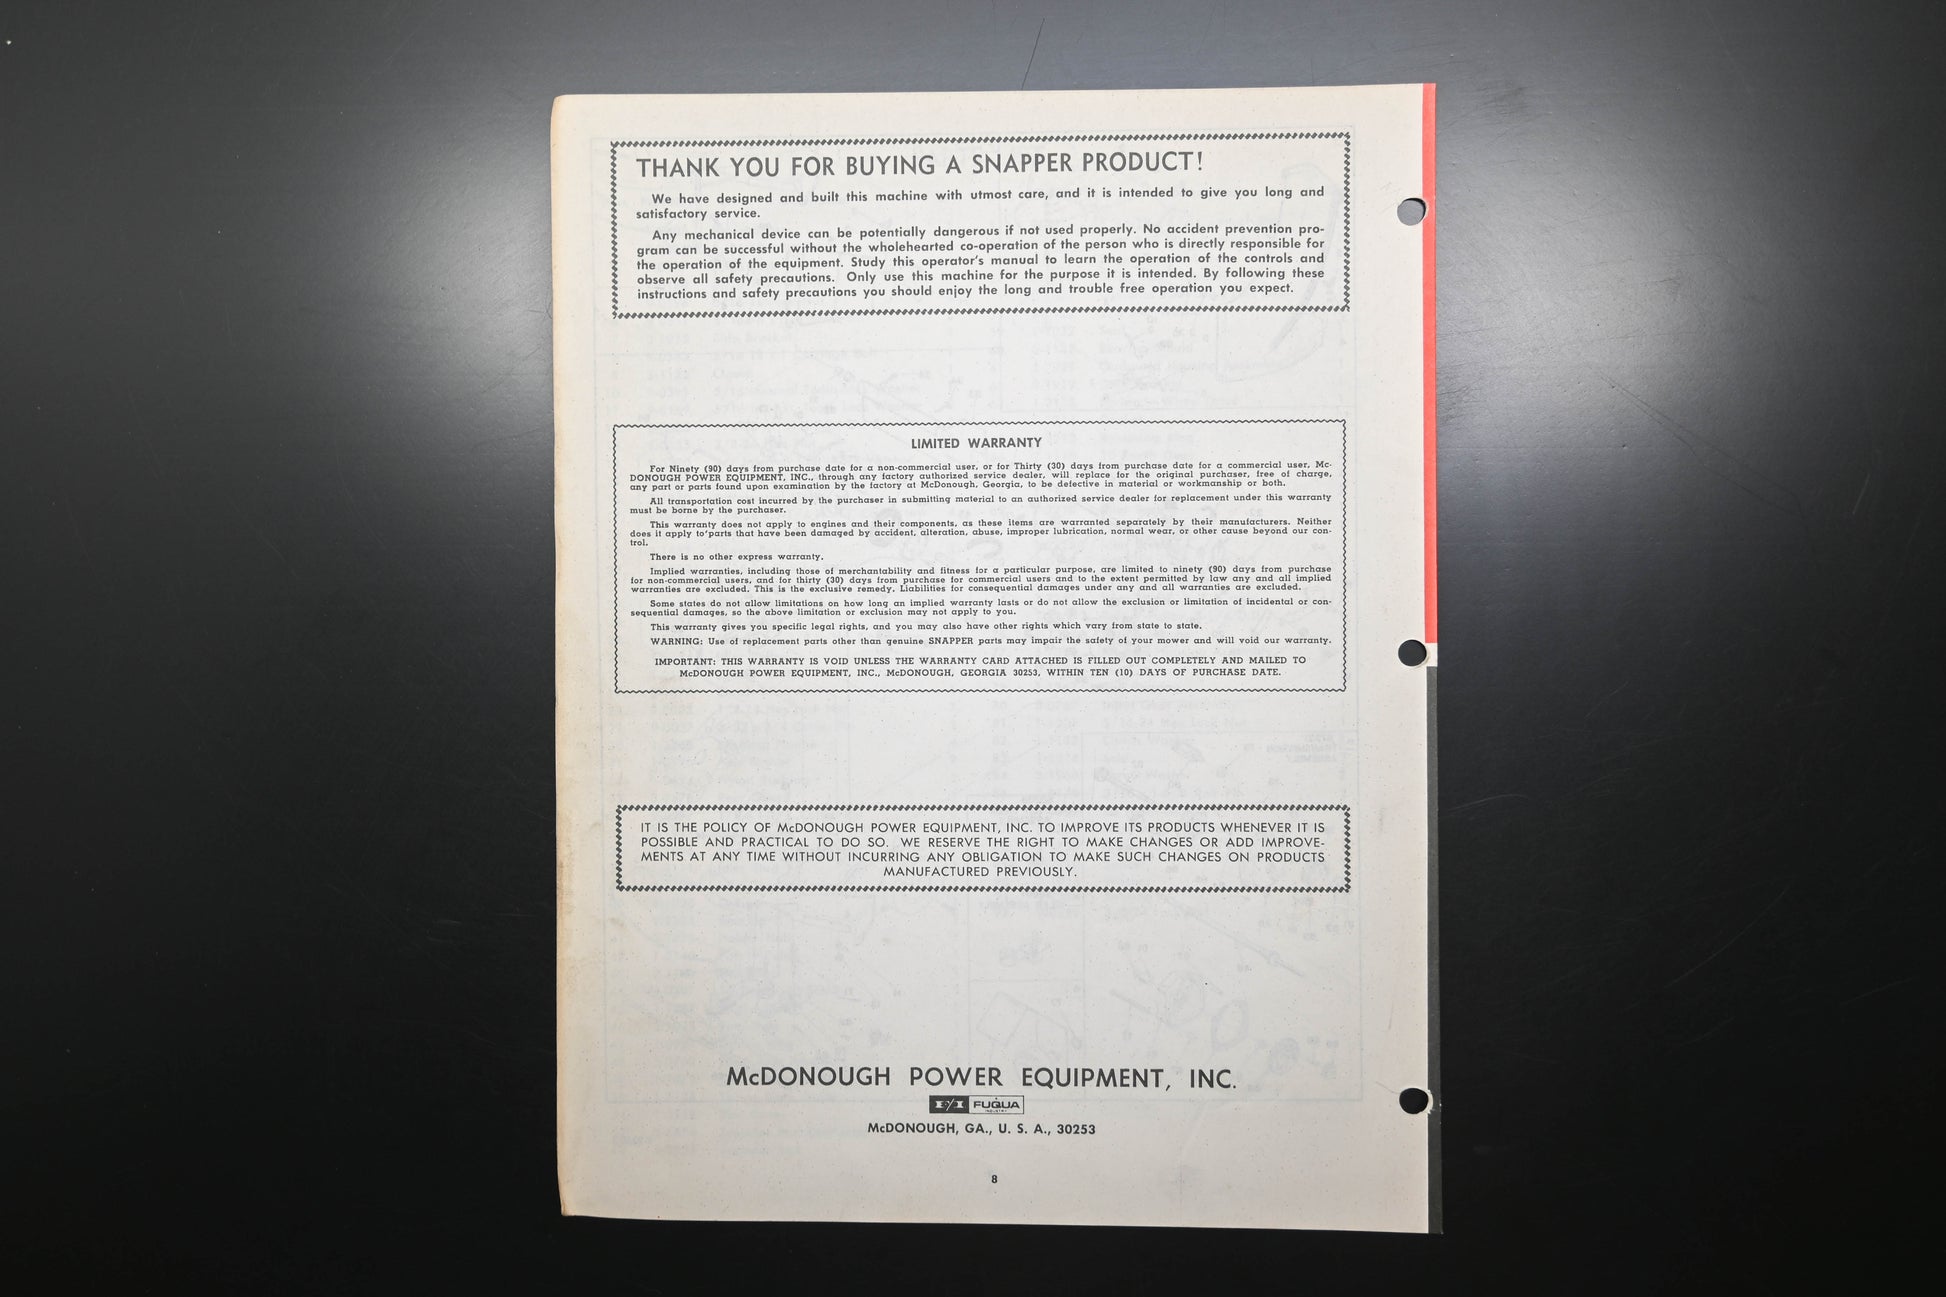 THANK YOU FOR BUYING A SNAPPER PRODUCT!
We have designed and built this machine with utmost care, and it is intended to give you long and
satisfactory service.
Any mechanical device can be potentially dangerous if not used properly. No accident prevention pro-
gram can be successful without the wholehearted co-operation of the person who is directly responsible for
the operation of the equipment. Study this operator's manual to learn the operation of the controls and
observe all safety precautions. Only use this machine for the purpose it is intended. By following these
instructions and safety precautions you should enjoy the long and trouble free operation you expect.
LIMITED WARRANTY
For Ninety (90) days from purchase date for a non-commercial user, or for Thirty (30) days from purchase date for a commercial user, Mc-
DONOUGH POWER EQUIPMENT, INC., through any factory authorized service dealer, will replace for the original purchaser, free of charge,
any part or parts found upon examination by the factory at McDonough, Georgia, to be defective in material or workmanship or both.
All transportation cost incurred by the purchaser in submitting material to an authorized service dealer for replacement under this warranty
must be borne by the purchaser.
This warranty does not apply to engines and their components, as these items are warranted separately by their manufacturers. Neither
does it apply to parts that have been damaged by accident, alteration, abuse, improper lubrication, normal wear, or other cause beyond our con-
trol.
There is no other express warranty.
Implied warranties, including those of merchantability and fitness for a particular purpose, are limited to ninety (90) days from purchase
for non-commercial users, and for thirty (30) days from purchase for commercial users and to the extent permitted by law any and all implied
warranties are excluded. This is the exclusive remedy. Liabilities for consequential damages under any and all warranties are excluded.
Some states do not allow limitations on how long an implied warranty lasts or do not allow the exclusion or limitation of incidental or con-
sequential damages, so the above limitation or exclusion may not apply to you.
This warranty gives you specific legal rights, and you may also have other rights which vary from state to state.
WARNING: Use of replacement parts other than genuine SNAPPER parts may impair the safety of your mower and will void our warranty.
IMPORTANT: THIS WARRANTY IS VOID UNLESS THE WARRANTY CARD ATTACHED IS FILLED OUT COMPLETELY AND MAILED TO
McDONOUGH POWER EQUIPMENT, INC., McDONOUGH, GEORGIA 30253, WITHIN TEN (10) DAYS OF PURCHASE DATE.
IT IS THE POLICY OF McDONOUGH POWER EQUIPMENT, INC. TO IMPROVE ITS PRODUCTS WHENEVER IT IS
POSSIBLE AND PRACTICAL TO DO SO. WE RESERVE THE RIGHT TO MAKE CHANGES OR ADD IMPROVE-
MENTS AT ANY TIME WITHOUT INCURRING ANY OBLIGATION TO MAKE SUCH CHANGES ON PRODUCTS
MANUFACTURED PREVIOUSLY.
McDONOUGH POWER EQUIPMENT, INC.
FUQUA
INDUSTRY
McDONOUGH, GA., U. S. A., 30253
8